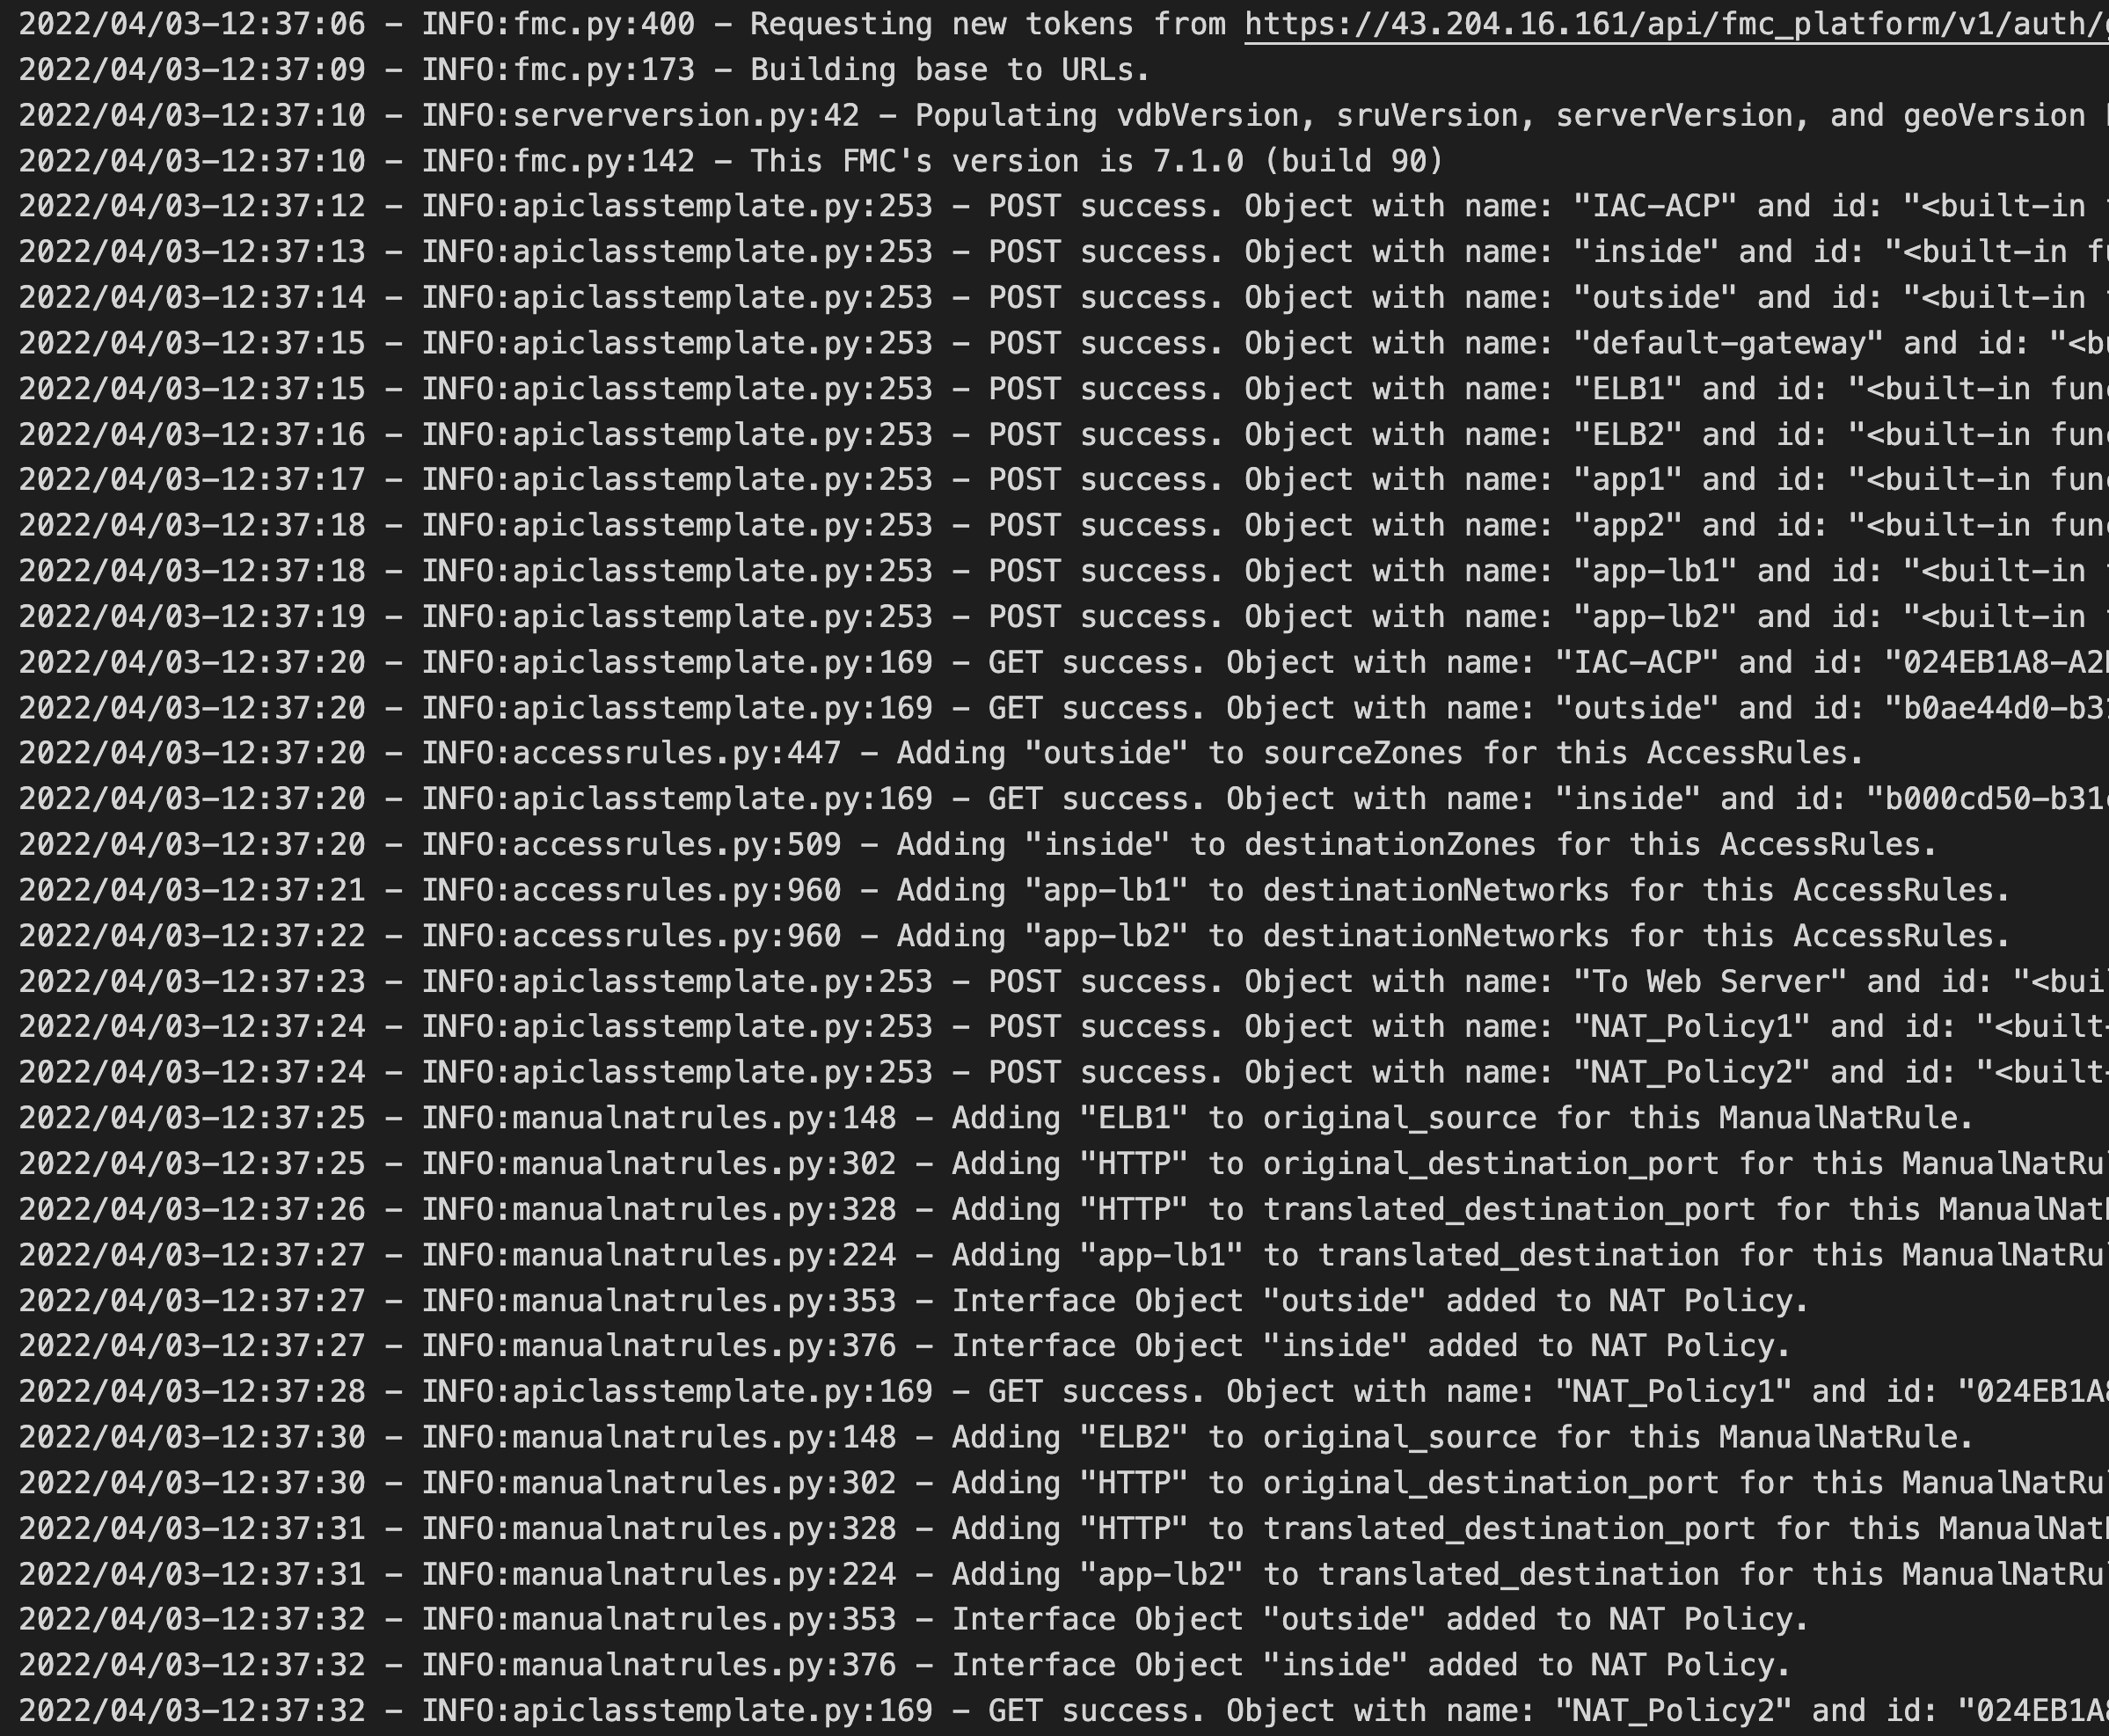 2022/04/03-12:37:06 - INFO:fmc.py:400 - Requesting new tokens from https://43.204.16.161/api/fmc_platform/v1/auth/
2022/04/03-12:37:09 - INFO:fmc.py:173 - Building base to URLs.
2022/04/03-12:37:10 - INFO:serverversion.py:42 - Populating vdbVersion, sruVersion, serverVersion, and geoVersion
2022/04/03-12:37:10 - INFO:fmc.py:142 - This FMC's version is 7.1.0 (build 90)
2022/04/03-12:37:12 - INFO:apiclasstemplate.py:253 - POST success. Object with name: "IAC-ACP" and id: "<built-in
2022/04/03-12:37:13 - INFO:apiclasstemplate.py:253 - POST success. Object with name: "inside" and id: "<built-in f
2022/04/03-12:37:14 - INFO:apiclasstemplate.py:253 - POST success. Object with name: "outside" and id: "<built-in
2022/04/03-12:37:15 - INFO:apiclasstemplate.py:253 - POST success. Object with name: "default-gateway" and id: "<b
2022/04/03-12:37:15 - INFO:apiclasstemplate.py:253 - POST success. Object with name: "ELB1" and id: "<built-in fun
2022/04/03-12:37:16 - INFO:apiclasstemplate.py:253 - POST success. Object with name: "ELB2" and id: "<built-in fun
2022/04/03-12:37:17 - INFO:apiclasstemplate.py:253 - POST success. Object with name: "app1" and id: "<built-in fun
2022/04/03-12:37:18 - INFO:apiclasstemplate.py:253 - POST success. Object with name: "app2" and id: "<built-in fun
2022/04/03-12:37:18 - INFO:apiclasstemplate.py:253 - POST success. Object with name: "app-lb1" and id: "<built-in
2022/04/03-12:37:19 - INFO:apiclasstemplate.py:253 - POST success. Object with name: "app-lb2" and id: "<built-in
2022/04/03-12:37:20 - INFO:apiclasstemplate.py:169 - GET success. Object with name: "IAC-ACP" and id: "024EB1A8-A2
2022/04/03-12:37:20 - INFO:apiclasstemplate.py:169 - GET success. Object with name: "outside" and id: "b0ae44d0-b3
2022/04/03-12:37:20 - INFO:accessrules.py:447 - Adding "outside" to sourceZones for this AccessRules.
2022/04/03-12:37:20 - INFO:apiclasstemplate.py:169 - GET success. Object with name: "inside" and id: "b000cd50-b31
2022/04/03-12:37:20 - INFO:accessrules.py:509 - Adding "inside" to destinationZones for this AccessRules.
2022/04/03-12:37:21 - INFO:accessrules.py:960 - Adding "app-lb1" to destinationNetworks for this AccessRules.
2022/04/03-12:37:22 - INFO:accessrules.py:960 - Adding "app-lb2" to destinationNetworks for this AccessRules.
2022/04/03-12:37:23 - INFO:apiclasstemplate.py:253 - POST success. Object with name: "To Web Server" and id: "<bui
2022/04/03-12:37:24 - INFO:apiclasstemplate.py:253 - POST success. Object with name: "NAT_Policy1" and id: "<built-
2022/04/03-12:37:24 - INFO:apiclasstemplate.py:253 - POST success. Object with name: "NAT_Policy2" and id: "<built-
2022/04/03-12:37:25 - INFO:manualnatrules.py:148 - Adding "ELB1" to original_source for this ManualNatRule.
2022/04/03-12:37:25 - INFO:manualnatrules.py:302 - Adding "HTTP" to original_destination_port for this ManualNatRu
2022/04/03-12:37:26 - INFO:manualnatrules.py:328 - Adding "HTTP" to translated_destination_port for this ManualNat
2022/04/03-12:37:27 - INFO:manualnatrules.py:224 - Adding "app-lb1" to translated_destination for this ManualNatRu
2022/04/03-12:37:27 - INFO:manualnatrules.py:353 - Interface Object "outside" added to NAT Policy.
2022/04/03-12:37:27 - INFO:manualnatrules.py:376 - Interface Object "inside" added to NAT Policy.
2022/04/03-12:37:28 - INFO:apiclasstemplate.py:169 - GET success. Object with name: "NAT_Policy1" and id: "024EB1A
2022/04/03-12:37:30 - INFO:manualnatrules.py:148 - Adding "ELB2" to original_source for this ManualNatRule.
2022/04/03-12:37:30 - INFO:manualnatrules.py:302 - Adding "HTTP" to original_destination_port for this ManualNatRu
2022/04/03-12:37:31 - INFO:manualnatrules.py:328 - Adding "HTTP" to translated_destination_port for this ManualNat
2022/04/03-12:37:31 - INFO:manualnatrules.py:224 - Adding "app-lb2" to translated_destination for this ManualNatRu
2022/04/03-12:37:32 - INFO:manualnatrules.py:353 - Interface Object "outside" added to NAT Policy.
2022/04/03-12:37:32 - INFO:manualnatrules.py:376 - Interface Object "inside" added to NAT Policy.
2022/04/03-12:37:32 - INFO:apiclasstemplate.py:169 - GET success. Object with name: "NAT_Policy2" and id: "024EB1A